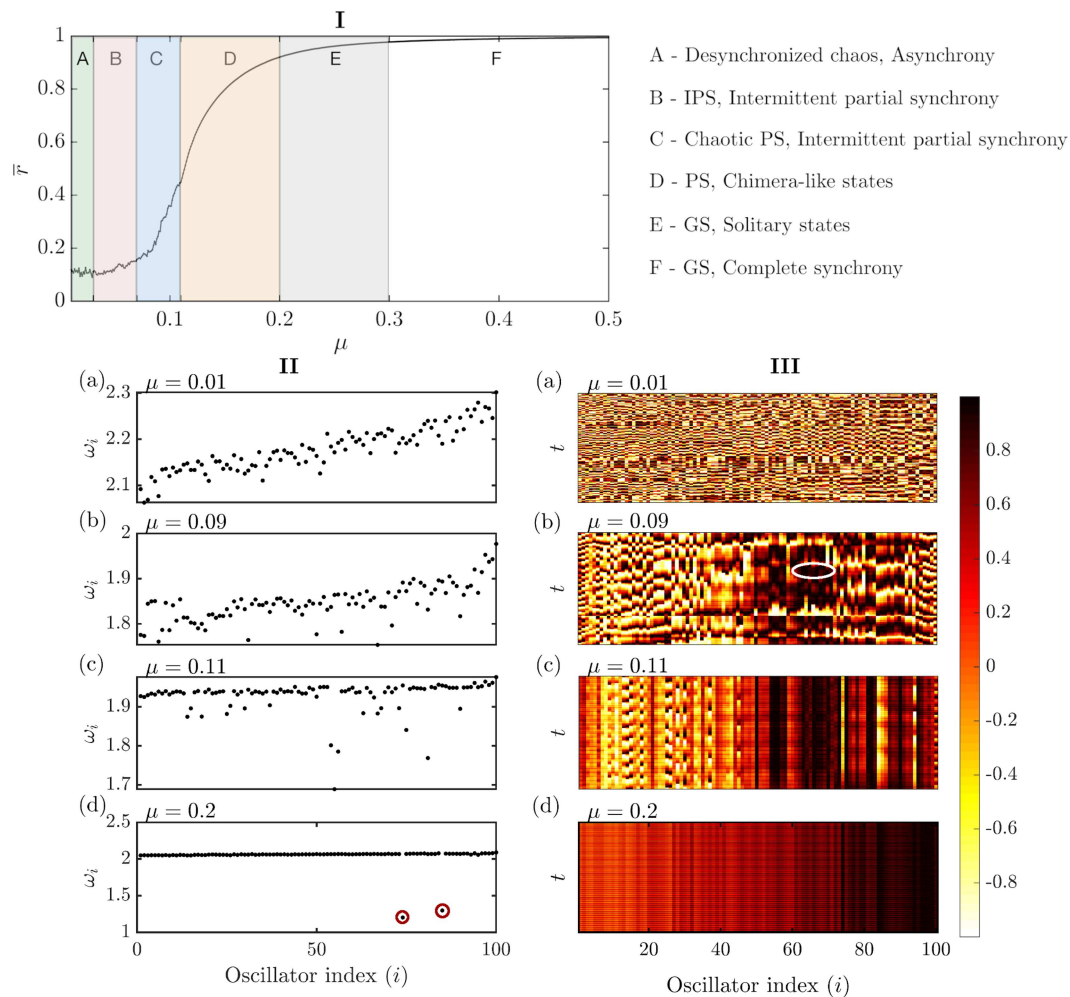 I
1
0.8
0.6
0.4
0.2
0
r̅
A B C D E F
0.1 0.2 0.3 0.4 0.5
μ
A - Desynchronized chaos, Asynchrony
B - IPS, Intermittent partial synchrony
C - Chaotic PS, Intermittent partial synchrony
D - PS, Chimera-like states
E - GS, Solitary states
F - GS, Complete synchrony
II
(a) μ = 0.01
2.3
2.2
2.1
ω_i
(b) μ = 0.09
2
1.9
1.8
ω_i
(c) μ = 0.11
1.9
1.8
1.7
ω_i
(d) μ = 0.2
2.5
2
1.5
1
ω_i
0 50 100
Oscillator index (i)
III
(a) μ = 0.01
t
(b) μ = 0.09
t
(c) μ = 0.11
t
(d) μ = 0.2
t
20 40 60 80 100
Oscillator index (i)
0.8
0.6
0.4
0.2
0
-0.2
-0.4
-0.6
-0.8